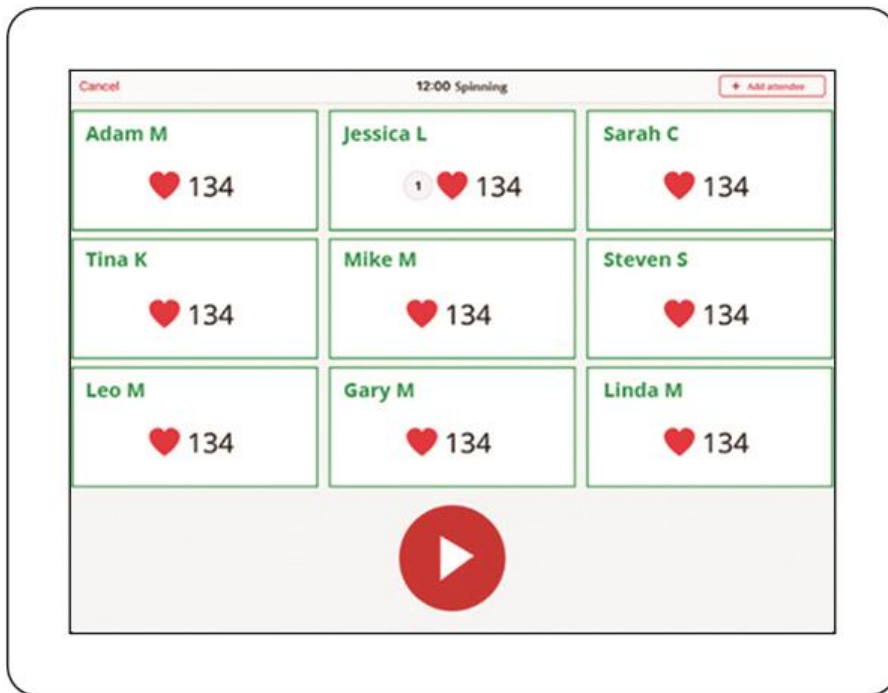 Cancel 12:00 Spinning + Add attendee
Adam M Jessica L Sarah C
134 1 134 134
Tina K Mike M Steven S
134 134 134
Leo M Gary M Linda M
134 134 134